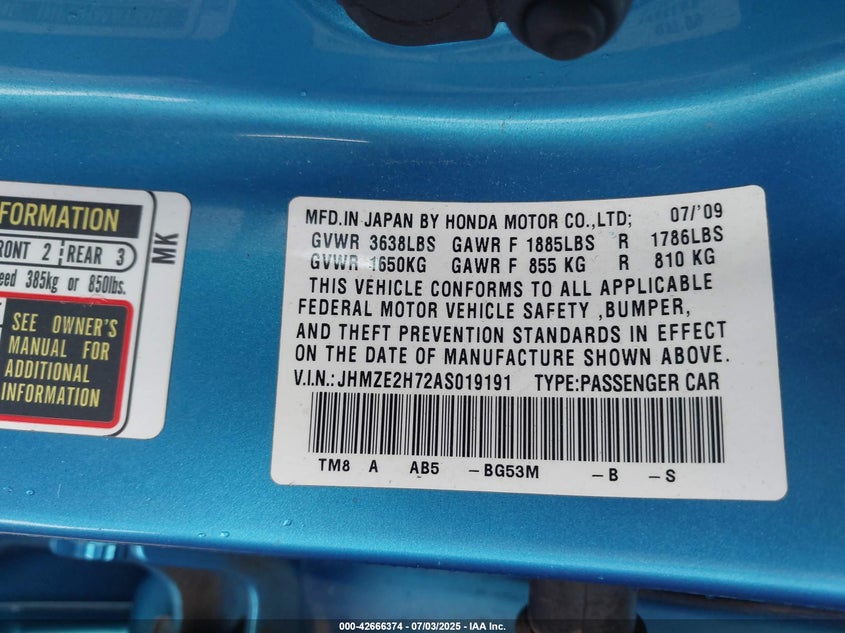 FORMATION
RONT 2 REAR 3
eed 385kg or 850lbs.
SEE OWNER'S
MANUAL FOR
ADDITIONAL
INFORMATION
MK
MFD.IN JAPAN BY HONDA MOTOR CO.,LTD; 07/'09
GVWR 3638LBS GAWR F 1885LBS R 1786LBS
GVWR 1650KG GAWR F 855 KG R 810 KG
THIS VEHICLE CONFORMS TO ALL APPLICABLE
FEDERAL MOTOR VEHICLE SAFETY ,BUMPER,
AND THEFT PREVENTION STANDARDS IN EFFECT
ON THE DATE OF MANUFACTURE SHOWN ABOVE.
V.I.N.: JHMZE2H72AS019191 TYPE:PASSENGER CAR
TM8 A AB5 -BG53M -B -S
000-42666374 - 07/03/2025 - IAA Inc.